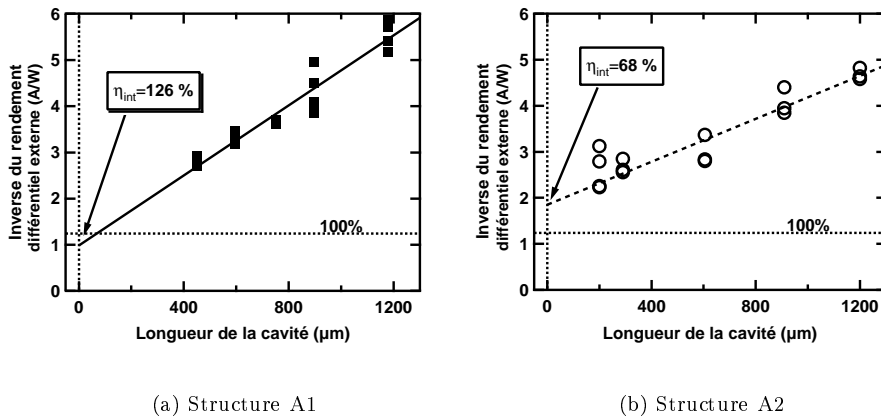 6
5
4
3
2
1
0
Inverse du rendement
différentiel externe (A/W)
η_int=126 %
100%
0
400
800
1200
Longueur de la cavité (µm)
(a) Structure A1
6
5
4
3
2
1
0
Inverse du rendement
différentiel externe (A/W)
η_int=68 %
100%
0
400
800
1200
Longueur de la cavité (µm)
(b) Structure A2